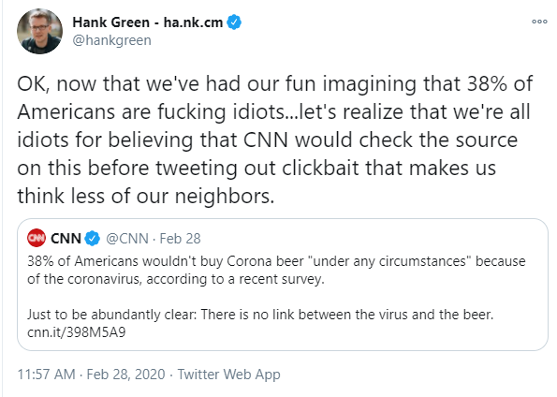 Hank Green - ha.nk.cm
@hankgreen
OK, now that we've had our fun imagining that 38% of
Americans are fucking idiots...let's realize that we're all
idiots for believing that CNN would check the source
on this before tweeting out clickbait that makes us
think less of our neighbors.
CNN CNN @CNN · Feb 28
38% of Americans wouldn't buy Corona beer "under any circumstances" because
of the coronavirus, according to a recent survey.
Just to be abundantly clear: There is no link between the virus and the beer.
cnn.it/398M5A9
11:57 AM · Feb 28, 2020 · Twitter Web App